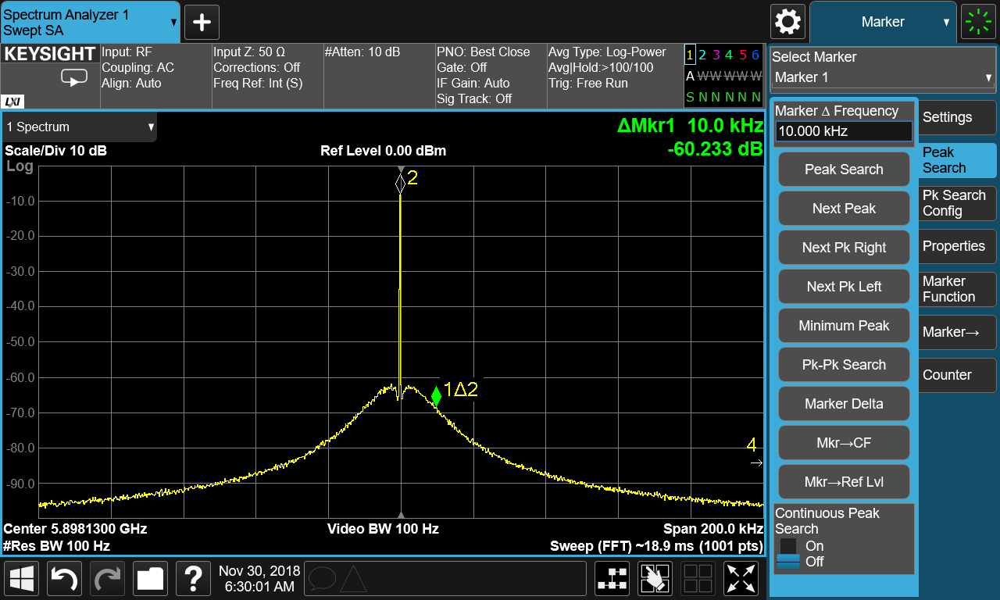 Spectrum Analyzer 1
Swept SA
▼
+
Marker
▼
KEYSIGHT
LXI
Input: RF
Coupling: AC
Align: Auto
Input Z: 50 Ω
Corrections: Off
Freq Ref: Int (S)
#Atten: 10 dB
PNO: Best Close
Gate: Off
IF Gain: Auto
Sig Track: Off
Avg Type: Log-Power
Avg|Hold:>100/100
Trig: Free Run
1 2 3 4 5 6
A W W W W W
S N N N N N
Select Marker
Marker 1
▼
1 Spectrum
▼
ΔMkr1 10.0 kHz
-60.233 dB
Scale/Div 10 dB
Ref Level 0.00 dBm
Log
-10.0
-20.0
-30.0
-40.0
-50.0
-60.0
-70.0
-80.0
-90.0
2
1Δ2
4
→
Center 5.8981300 GHz
Video BW 100 Hz
Span 200.0 kHz
#Res BW 100 Hz
Sweep (FFT) ~18.9 ms (1001 pts)
Marker Δ Frequency
10.000 kHz
Peak Search
Next Peak
Next Pk Right
Next Pk Left
Minimum Peak
Pk-Pk Search
Marker Delta
Mkr→CF
Mkr→Ref Lvl
Continuous Peak
Search
On
Off
Settings
Peak
Search
Pk Search
Config
Properties
Marker
Function
Marker→
Counter
?
Nov 30, 2018
6:30:01 AM